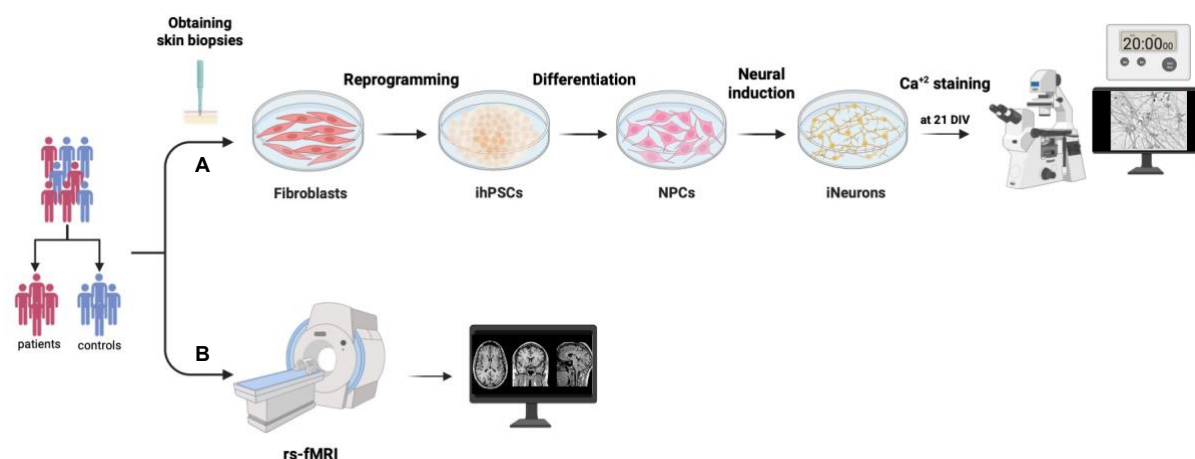 Obtaining
skin biopsies
A
Reprogramming
Differentiation
Neural
induction
Ca⁺² staining
at 21 DIV
20:00 00
Fibroblasts
ihPSCs
NPCs
iNeurons
patients
controls
B
rs-fMRI